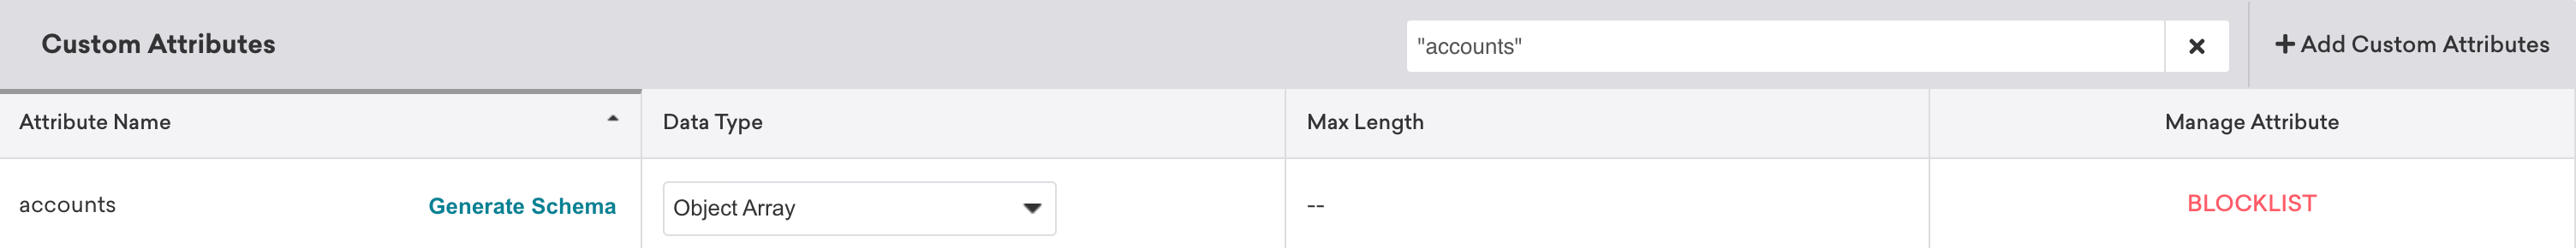 Custom Attributes
"accounts"
Add Custom Attributes
Attribute Name
Data Type
Max Length
Manage Attribute
accounts
Generate Schema
Object Array
--
BLOCKLIST